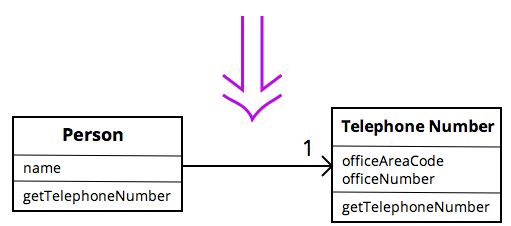 Person
name
getTelephoneNumber
1
Telephone Number
officeAreaCode
officeNumber
getTelephoneNumber